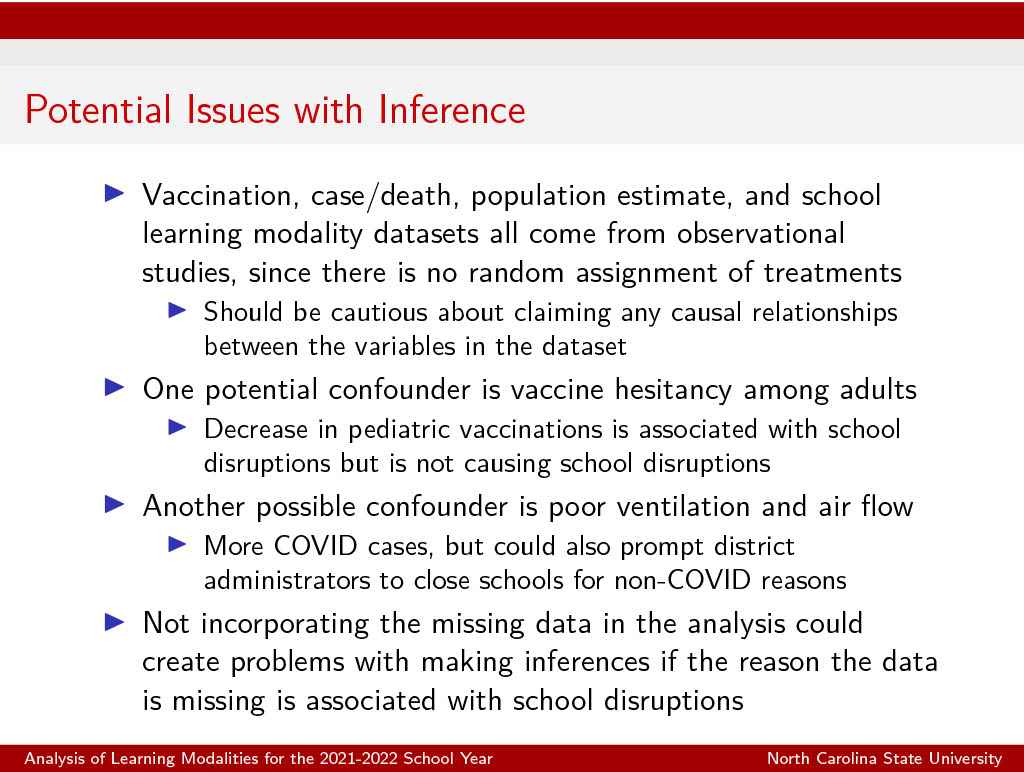 Potential Issues with Inference
Vaccination, case/death, population estimate, and school
learning modality datasets all come from observational
studies, since there is no random assignment of treatments
Should be cautious about claiming any causal relationships
between the variables in the dataset
One potential confounder is vaccine hesitancy among adults
Decrease in pediatric vaccinations is associated with school
disruptions but is not causing school disruptions
Another possible confounder is poor ventilation and air flow
More COVID cases, but could also prompt district
administrators to close schools for non-COVID reasons
Not incorporating the missing data in the analysis could
create problems with making inferences if the reason the data
is missing is associated with school disruptions
Analysis of Learning Modalities for the 2021-2022 School Year
North Carolina State University